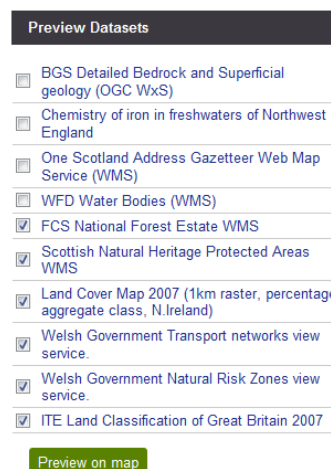 Preview Datasets
BGS Detailed Bedrock and Superficial
geology (OGC WxS)
Chemistry of iron in freshwaters of Northwest
England
One Scotland Address Gazetteer Web Map
Service (WMS)
WFD Water Bodies (WMS)
FCS National Forest Estate WMS
Scottish Natural Heritage Protected Areas
WMS
Land Cover Map 2007 (1km raster, percentage
aggregate class, N.Ireland)
Welsh Government Transport networks view
service.
Welsh Government Natural Risk Zones view
service.
ITE Land Classification of Great Britain 2007
Preview on map